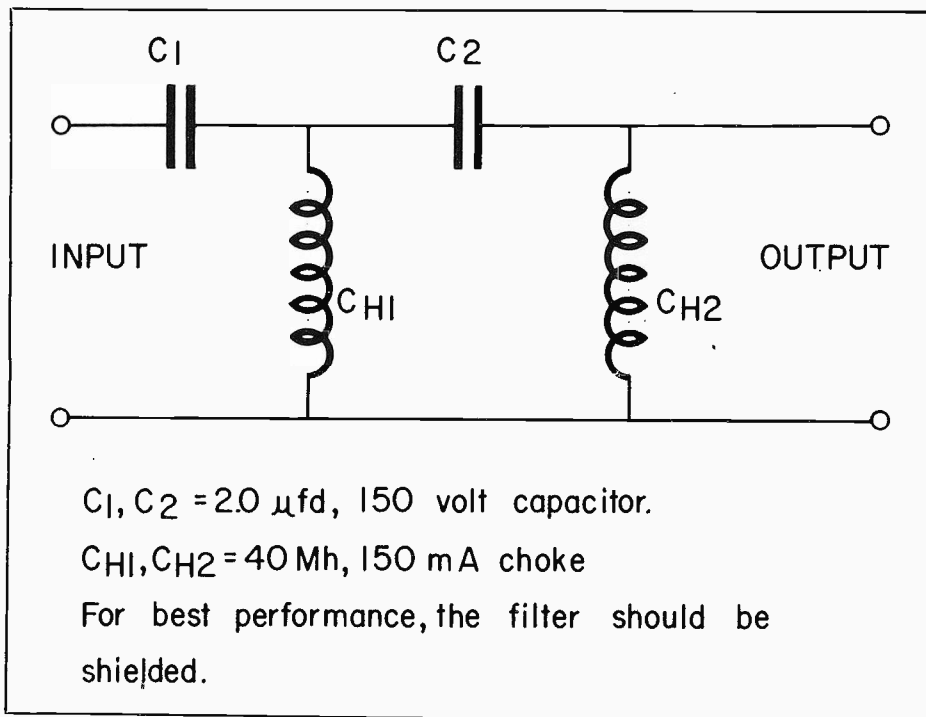 C1 C2
INPUT CH1 CH2 OUTPUT
C1, C2 = 2.0 µfd, 150 volt capacitor.
CH1, CH2 = 40 Mh, 150 mA choke
For best performance, the filter should be
shielded.